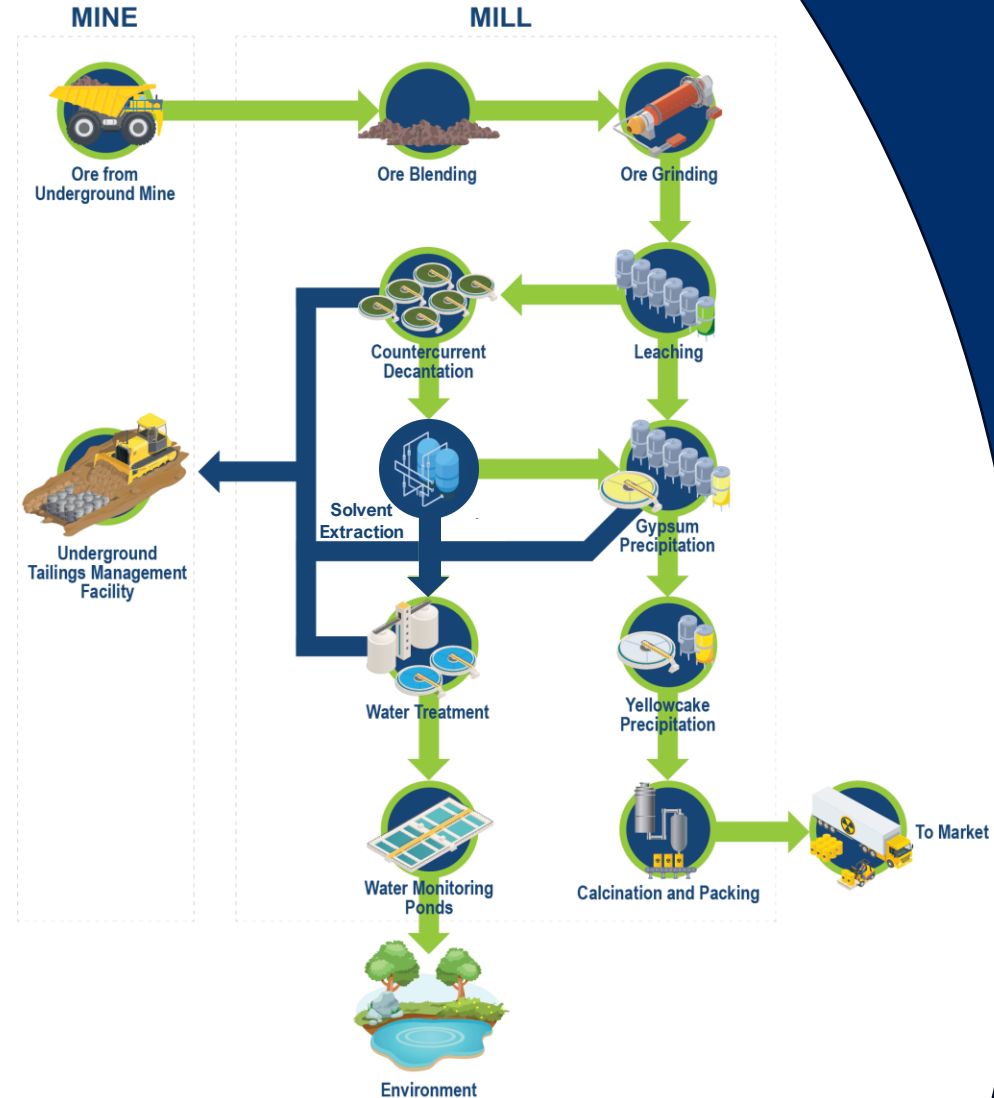 MINE
MILL
Ore from
Underground Mine
Ore Blending
Ore Grinding
Countercurrent
Decantation
Leaching
Solvent
Extraction
Gypsum
Precipitation
Underground
Tailings Management
Facility
Water Treatment
Yellowcake
Precipitation
To Market
Water Monitoring
Ponds
Calcination and Packing
Environment